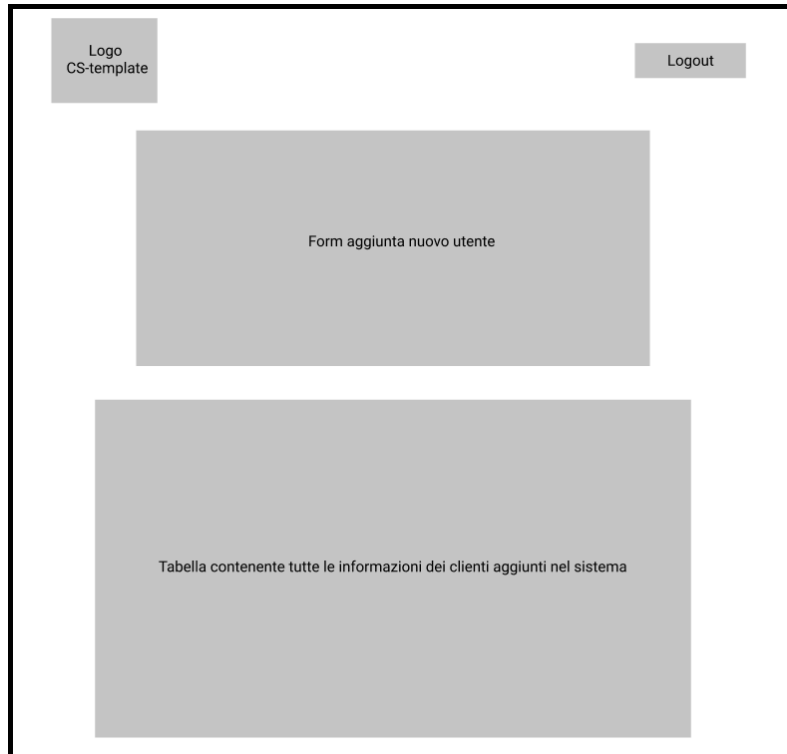 Logo
CS-template
Logout
Form aggiunta nuovo utente
Tabella contenente tutte le informazioni dei clienti aggiunti nel sistema